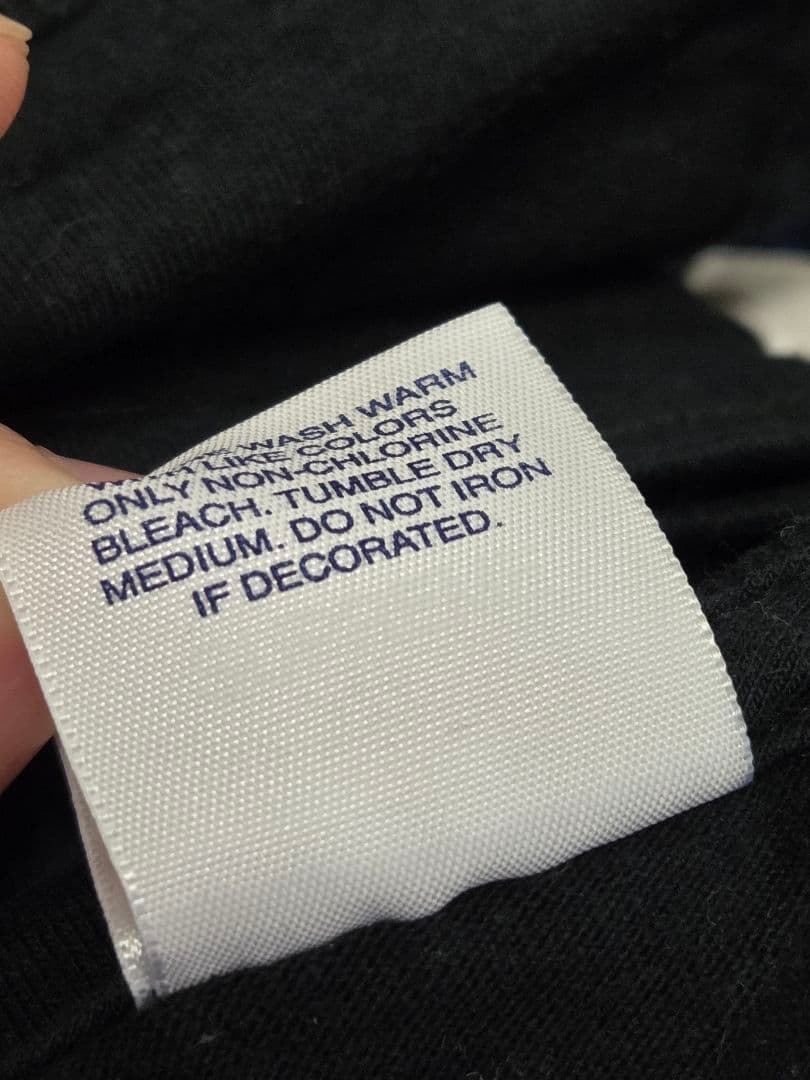 WASH WARM
LIKE COLORS
ONLY NON-CHLORINE
BLEACH. TUMBLE DRY
MEDIUM. DO NOT IRON
IF DECORATED.